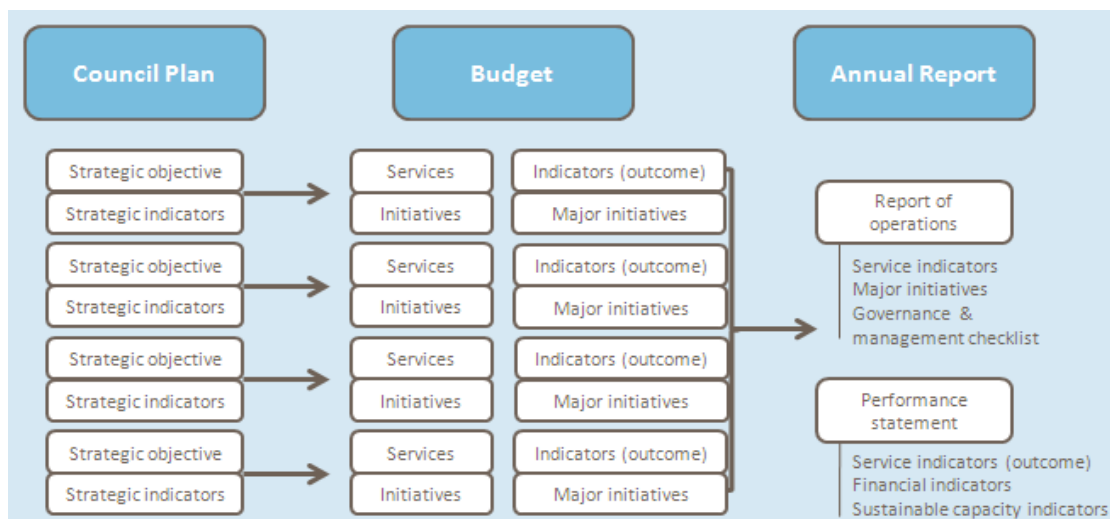 Council Plan
Budget
Annual Report
Strategic objective
Strategic indicators
Services
Initiatives
Indicators (outcome)
Major initiatives
Strategic objective
Strategic indicators
Services
Initiatives
Indicators (outcome)
Major initiatives
Strategic objective
Strategic indicators
Services
Initiatives
Indicators (outcome)
Major initiatives
Strategic objective
Strategic indicators
Services
Initiatives
Indicators (outcome)
Major initiatives
Report of
operations
Service indicators
Major initiatives
Governance &
management checklist
Performance
statement
Service indicators (outcome)
Financial indicators
Sustainable capacity indicators